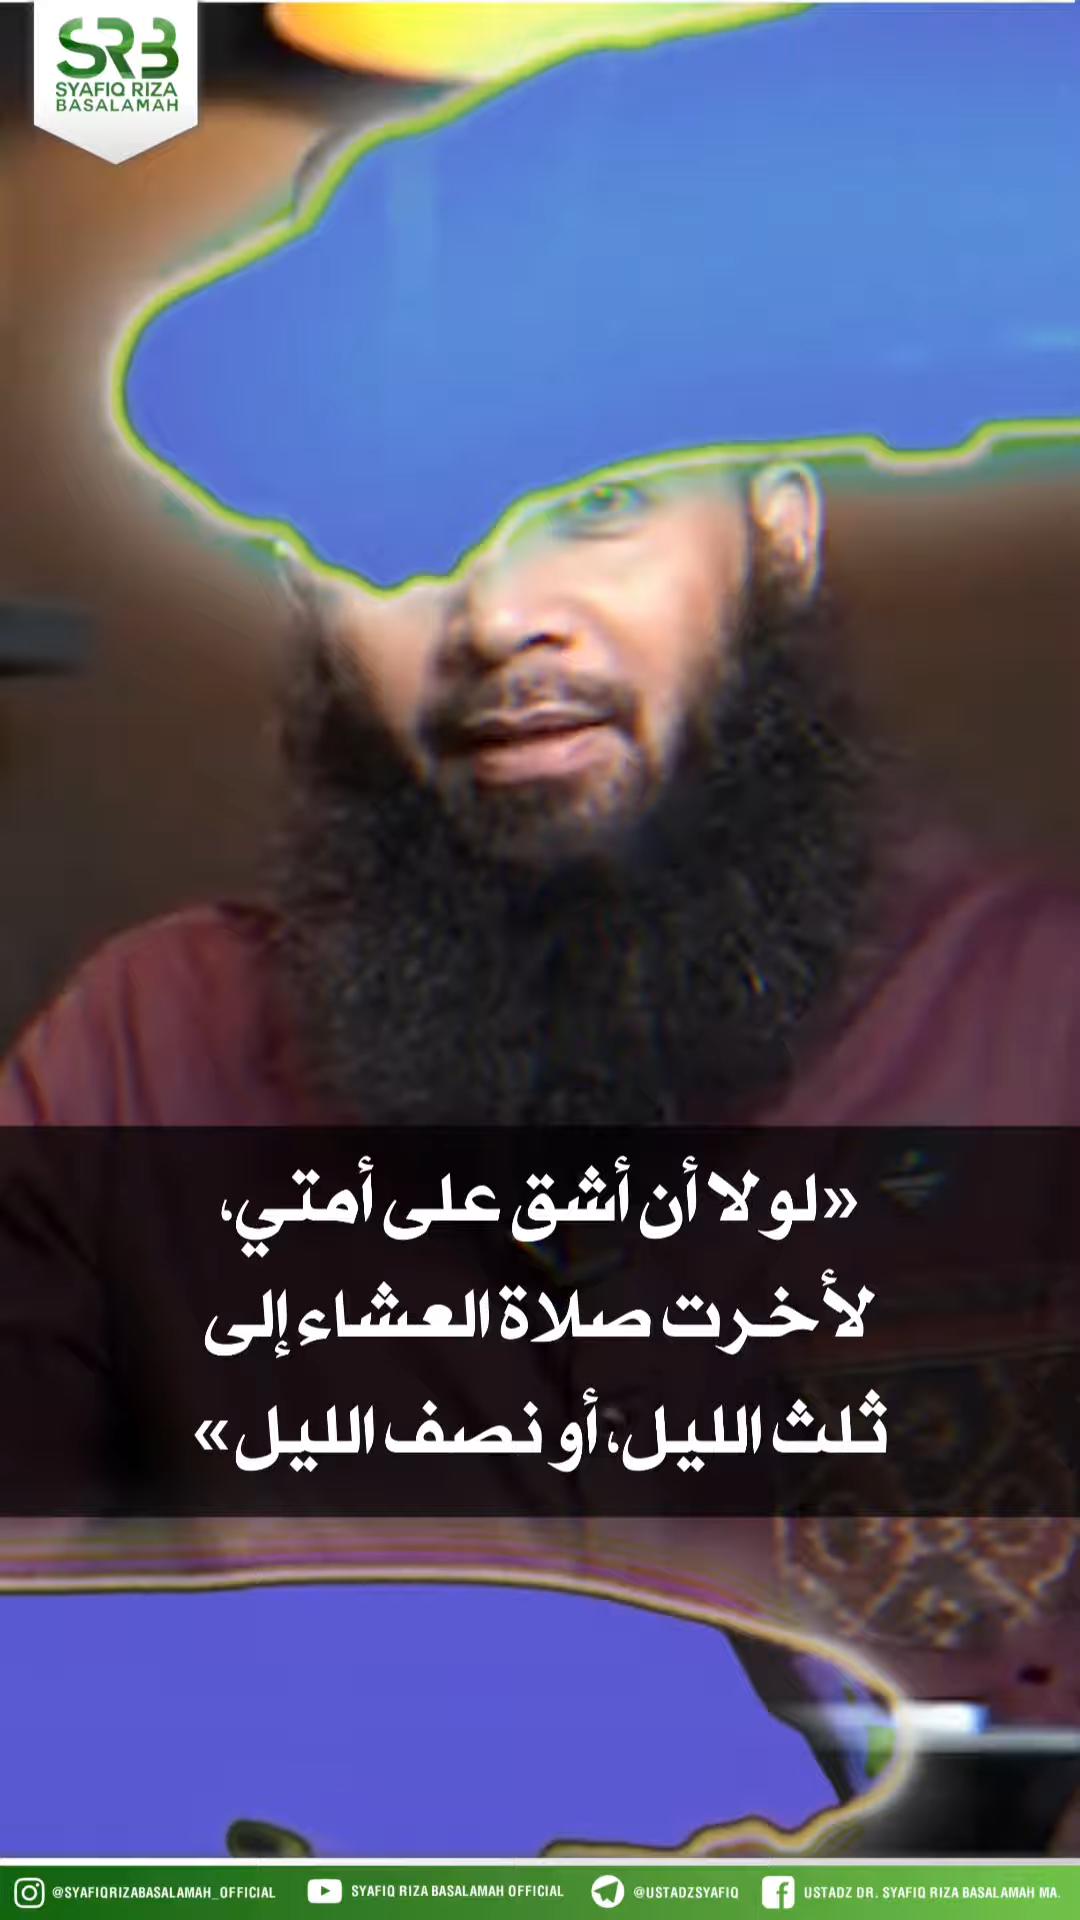 SRB
SYAFIQ RIZA
BASALAMAH
«لولا أن أشق على أمتي،
لأخرت صلاة العشاء إلى
ثلث الليل، أو نصف الليل»
@SYAFIQRIZABASALAMAH_OFFICIAL
SYAFIQ RIZA BASALAMAH OFFICIAL
@USTADZSYAFIQ
USTADZ DR. SYAFIQ RIZA BASALAMAH MA.